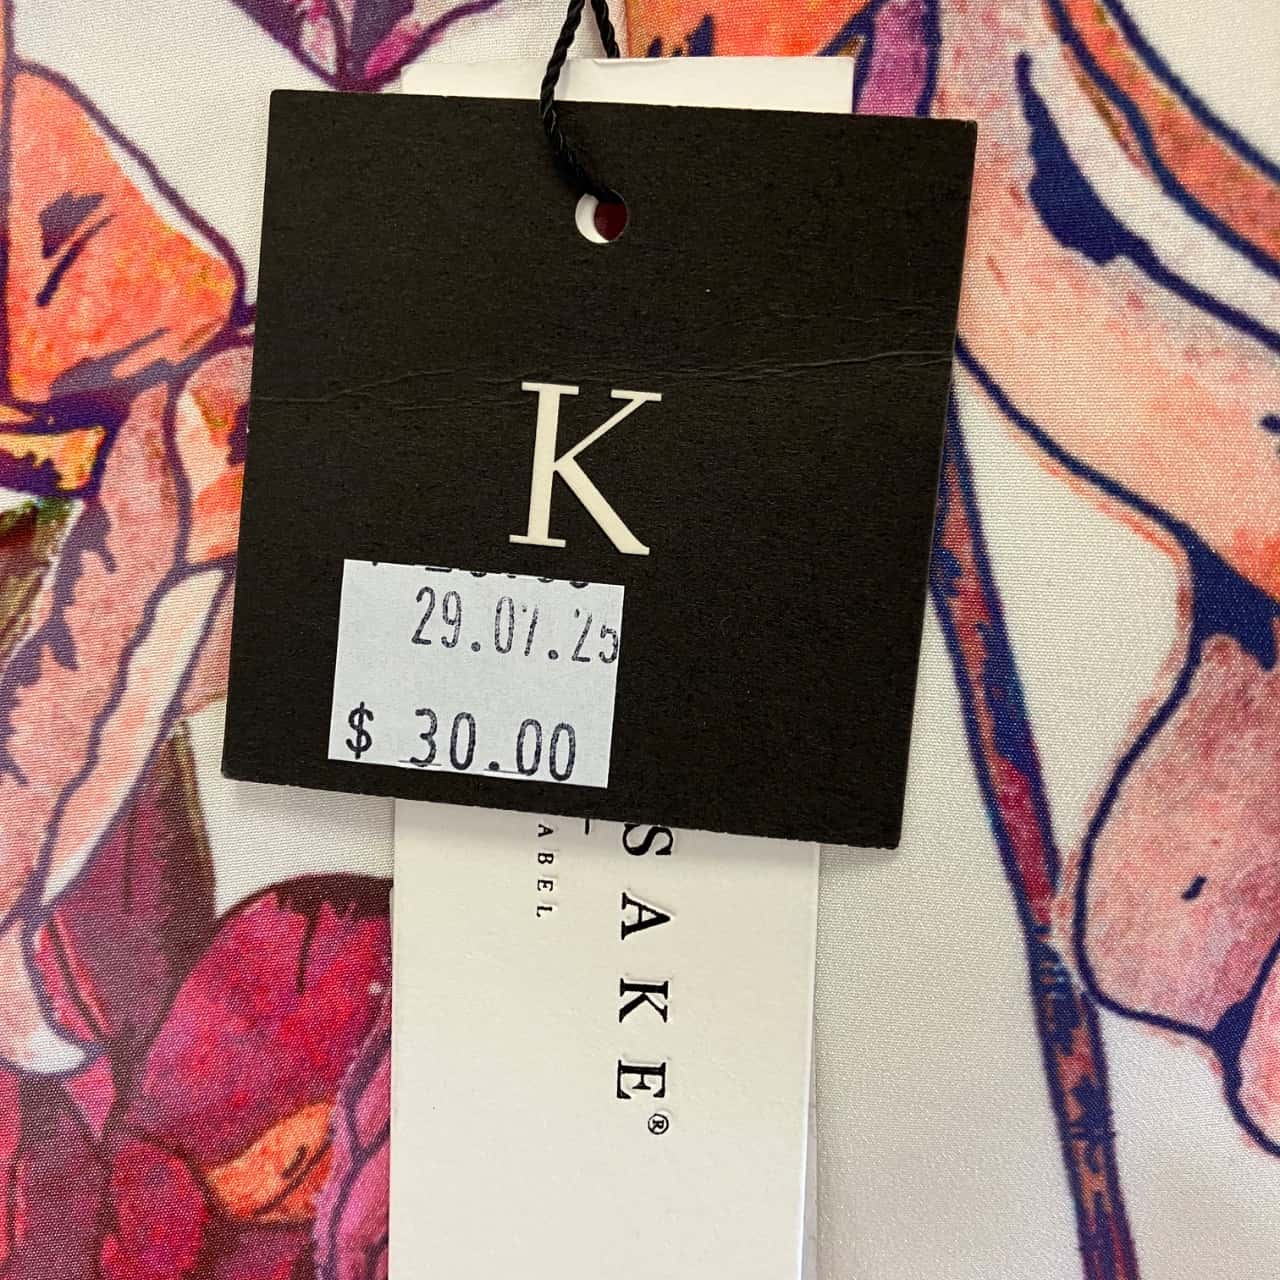 K
29.07.25
$ 30.00
SAKE®
ABEL